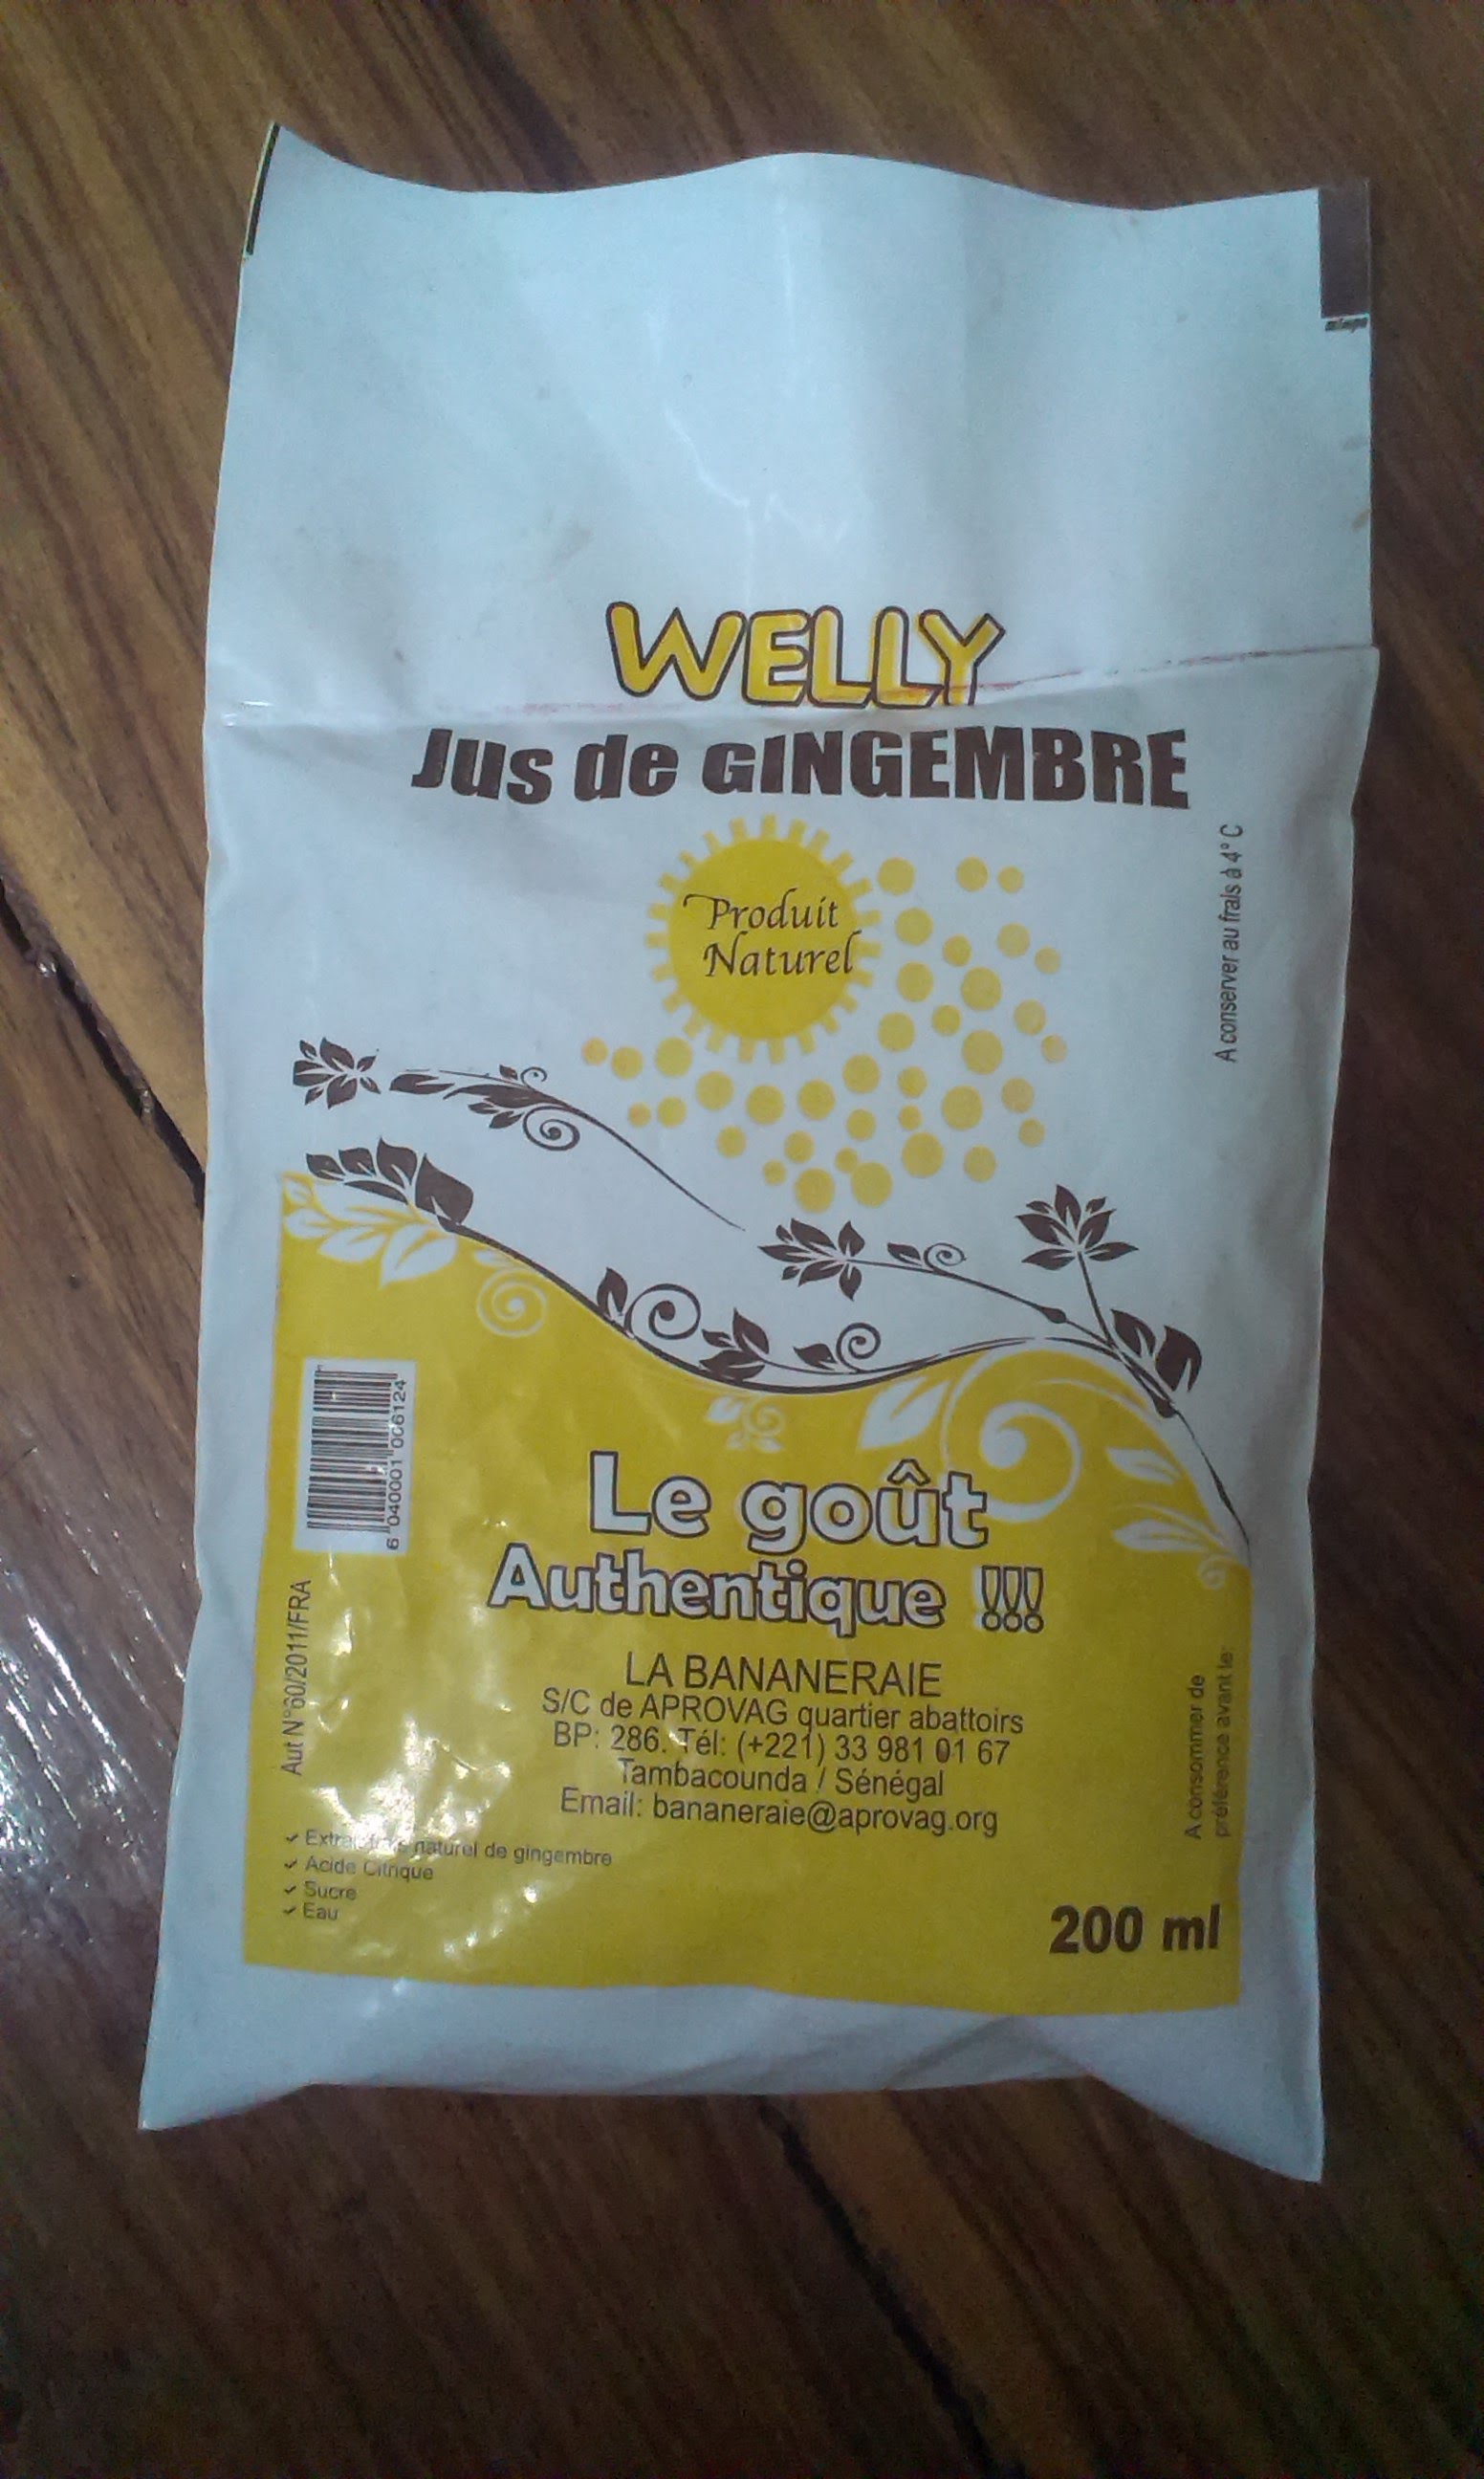 WELLY
Jus de GINGEMBRE
Produit
Naturel
A conserver au frais à 4° C
6 040001 006124
Le goût
Authentique !!!
Aut N°60/2011/FRA
LA BANANERAIE
S/C de APROVAG quartier abattoirs
BP: 286. Tél: (+221) 33 981 01 67
Tambacounda / Sénégal
Email: bananeraie@aprovag.org
A consommer de
préférence avant le:
✓ Extrait frais naturel de gingembre
✓ Acide Citrique
✓ Sucre
✓ Eau
200 ml